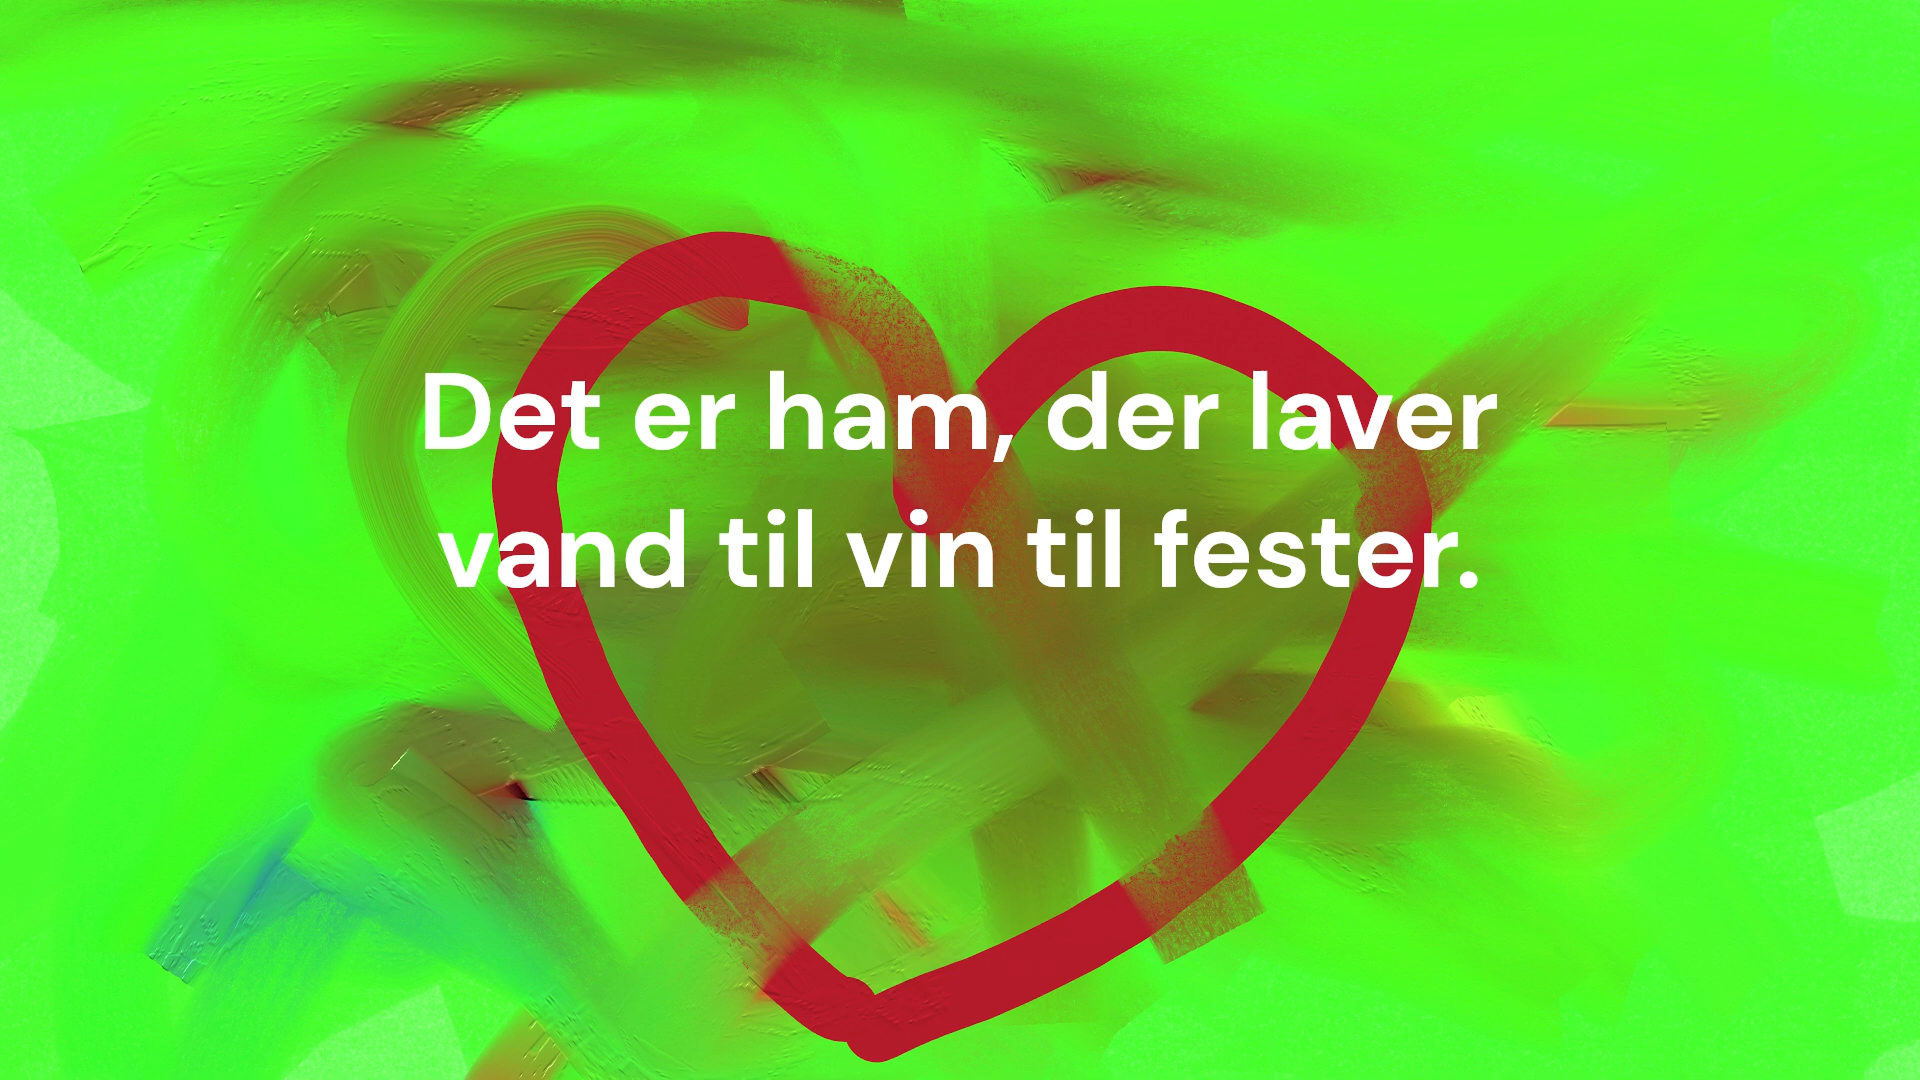 Det er ham, der laver
vand til vin til fester.